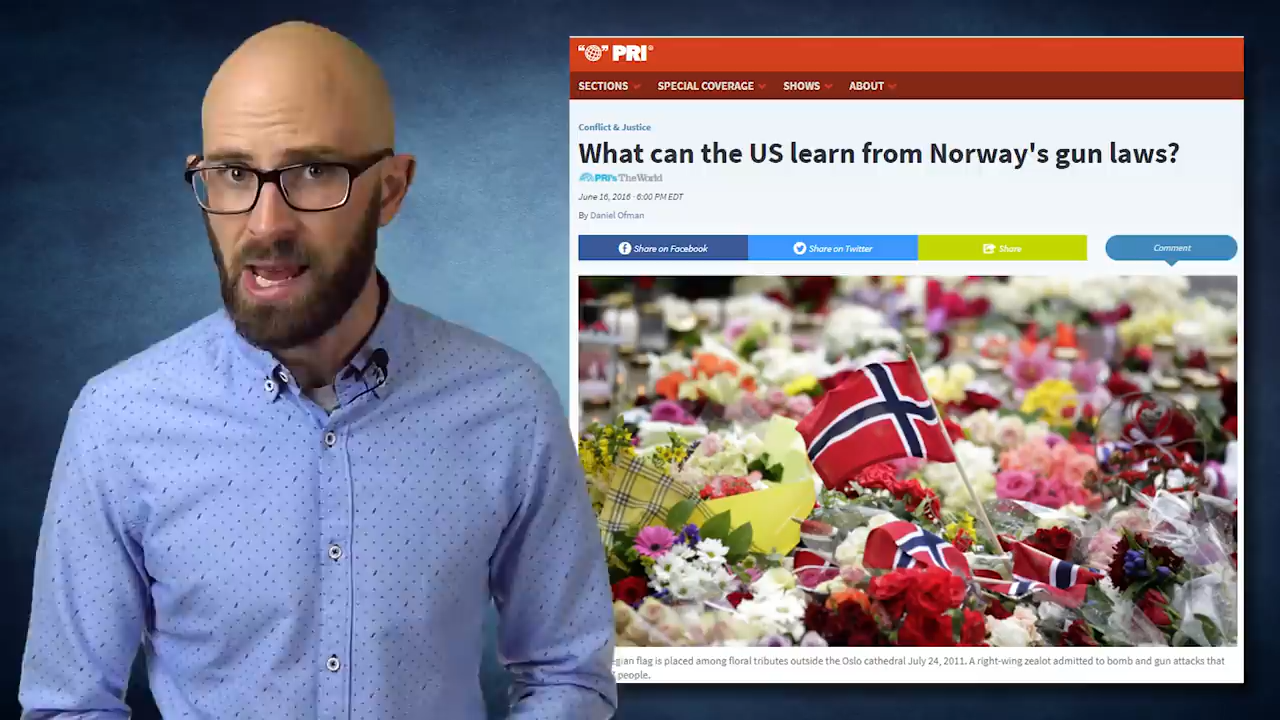 "O" PRI
SECTIONS SPECIAL COVERAGE SHOWS ABOUT
Conflict & Justice
What can the US learn from Norway's gun laws?
PRI's The World
June 16, 2016 · 6:00 PM EDT
By Daniel Ofman
Share on Facebook Share on Twitter Share Comment
flag is placed among floral tributes outside the Oslo cathedral July 24, 2011. A right-wing zealot admitted to bomb and gun attacks that
people.